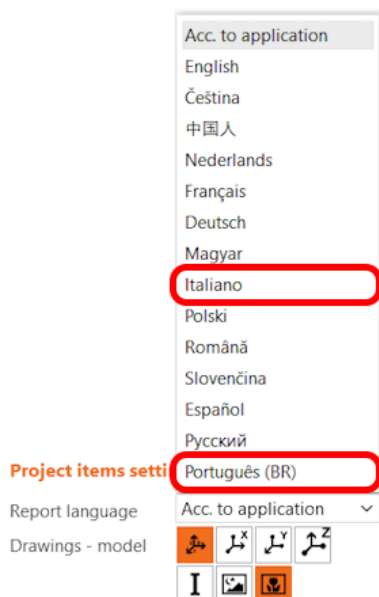 Acc. to application
English
Čeština
中国人
Nederlands
Français
Deutsch
Magyar
Italiano
Polski
Română
Slovenčina
Español
Русский
Project items setti Português (BR)
Report language Acc. to application
Drawings - model X Y Z